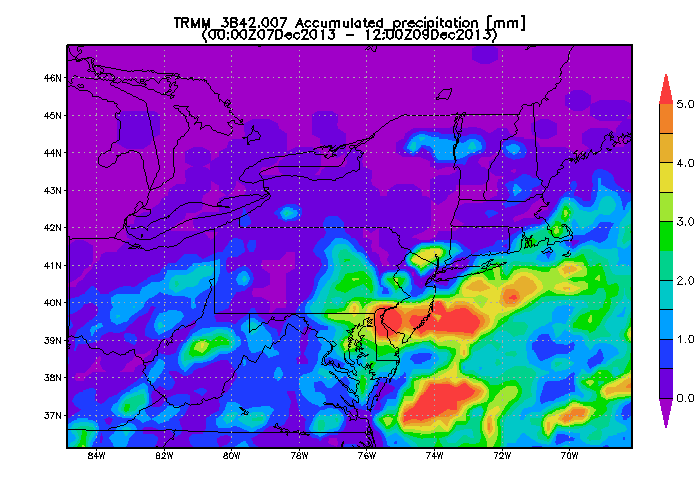 TRMM_3B42.007 Accumulated precipitation [mm]
(00:00Z07Dec2013 - 12:00Z09Dec2013)
46N
45N
44N
43N
42N
41N
40N
39N
38N
37N
84W 82W 80W 78W 76W 74W 72W 70W
5.0
4.0
3.0
2.0
1.0
0.0